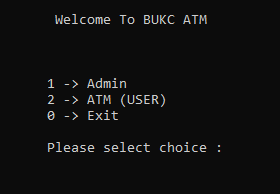 Welcome To BUKC ATM
1 -> Admin
2 -> ATM (USER)
0 -> Exit
Please select choice :